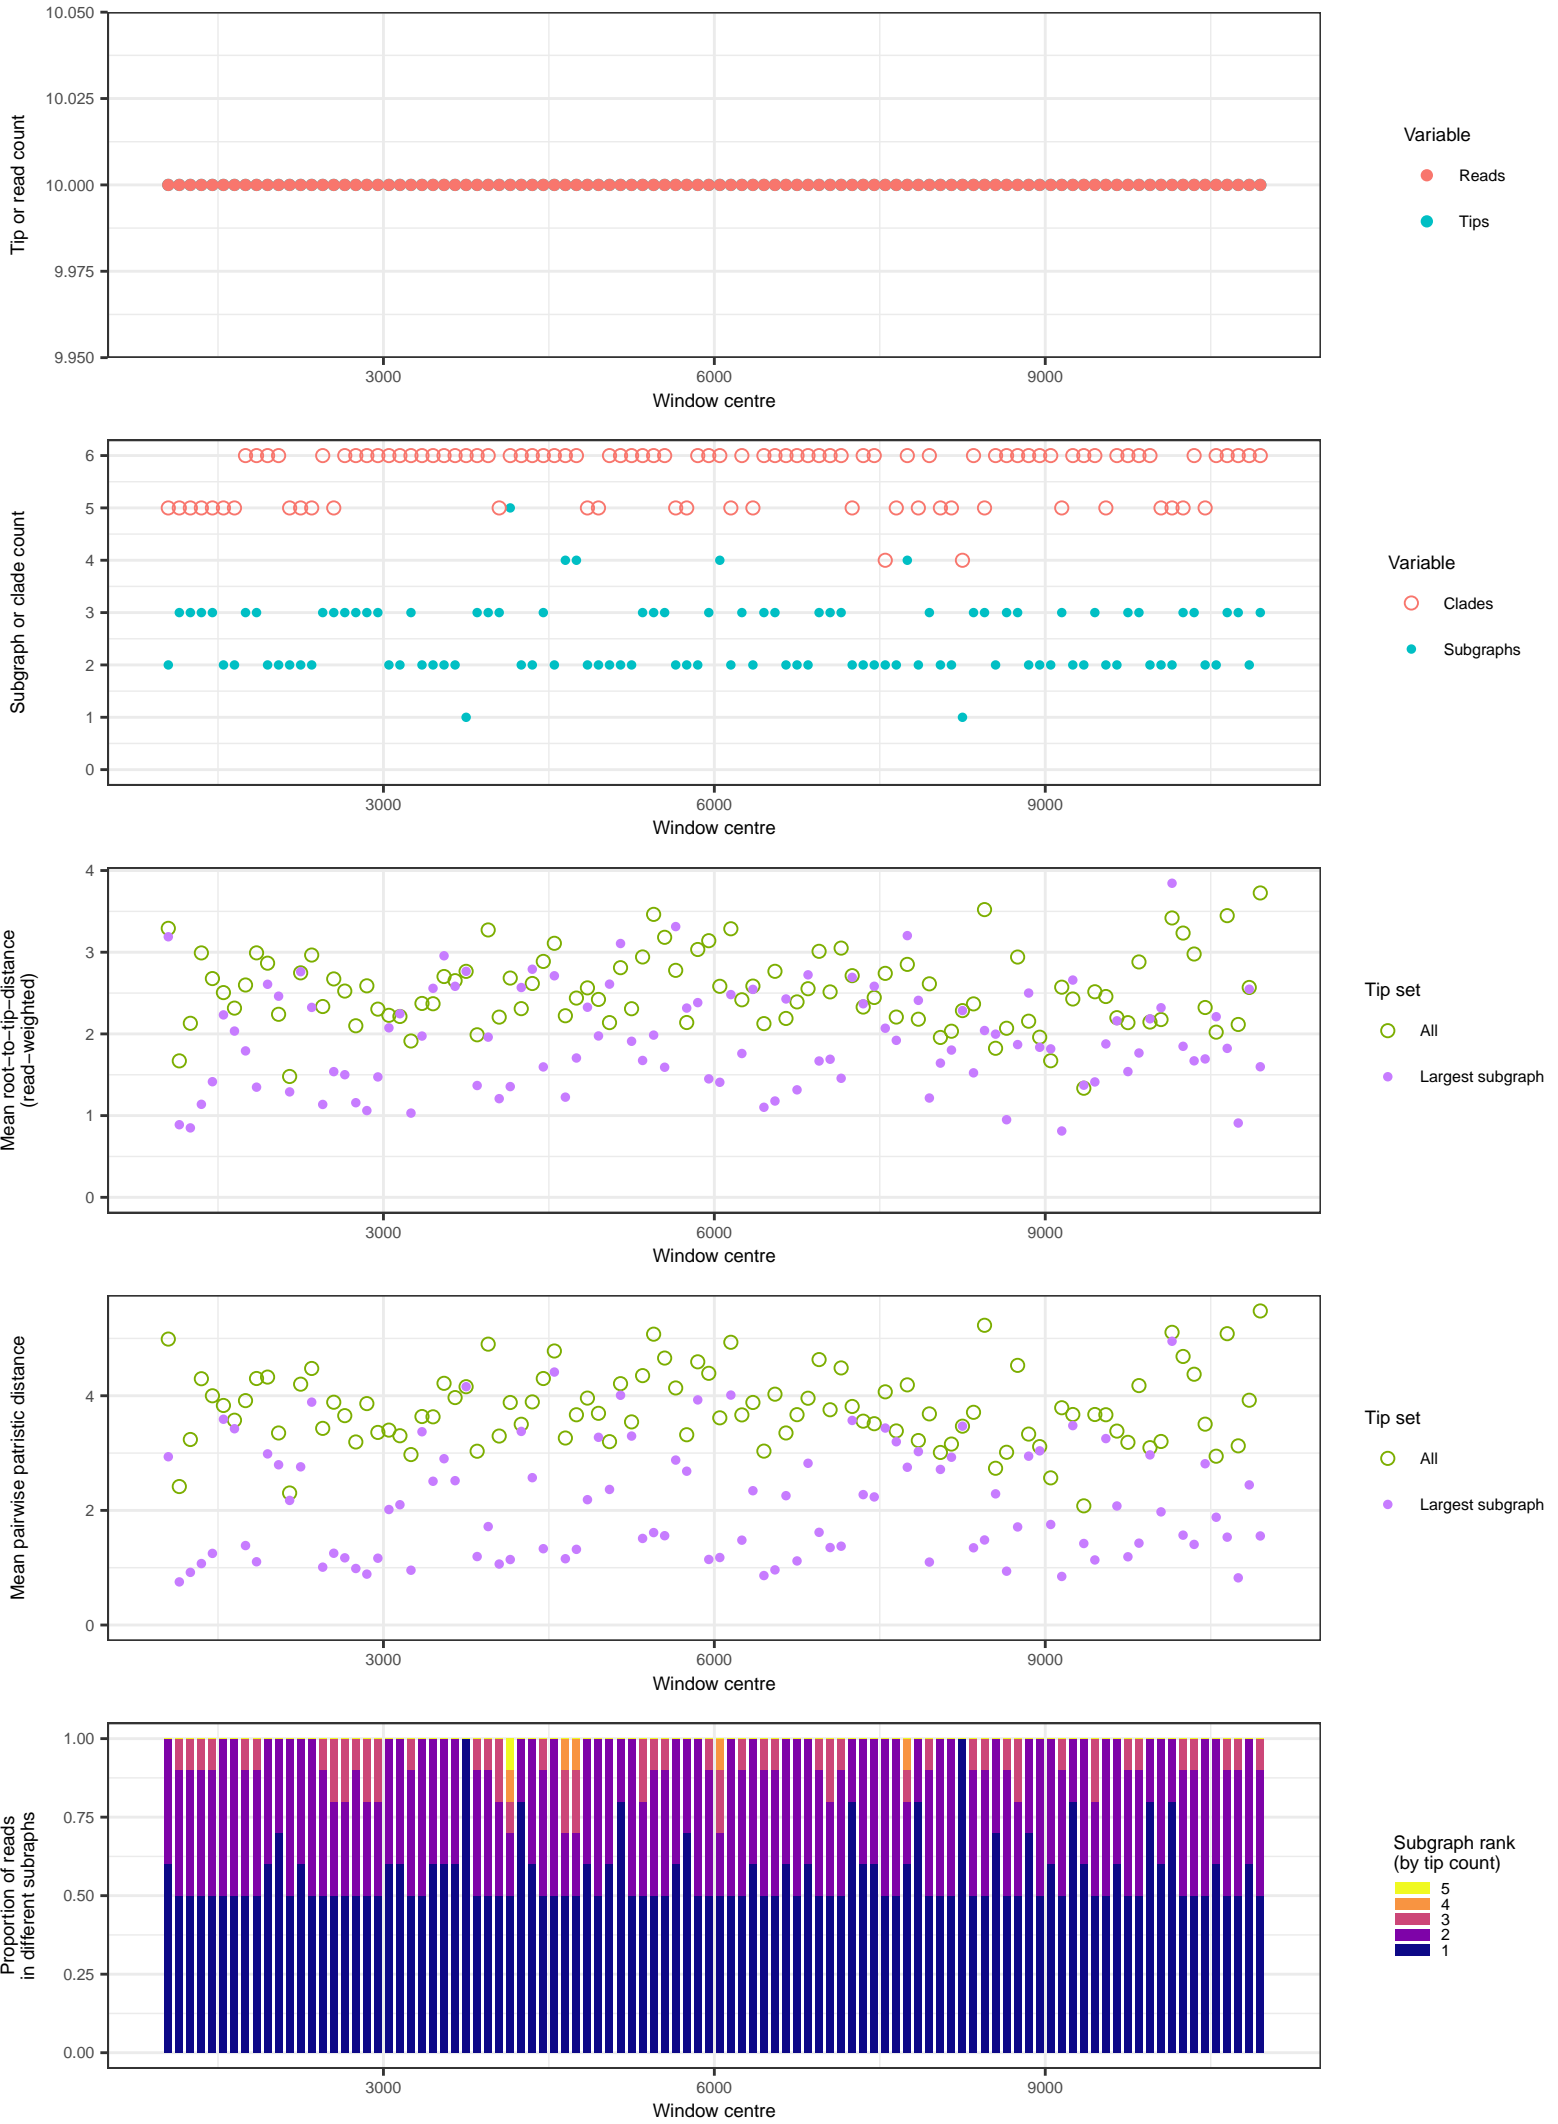 10.050
10.025
10.000
9.975
9.950
Tip or read count
3000 6000 9000
Window centre
Variable
Reads
Tips
6
5
4
3
2
1
0
Subgraph or clade count
3000 6000 9000
Window centre
Variable
Clades
Subgraphs
4
3
2
1
0
Mean root−to−tip−distance
(read−weighted)
3000 6000 9000
Window centre
Tip set
All
Largest subgraph
4
2
0
Mean pairwise patristic distance
3000 6000 9000
Window centre
Tip set
All
Largest subgraph
1.00
0.75
0.50
0.25
0.00
Proportion of reads
in different subraphs
3000 6000 9000
Window centre
Subgraph rank
(by tip count)
5
4
3
2
1